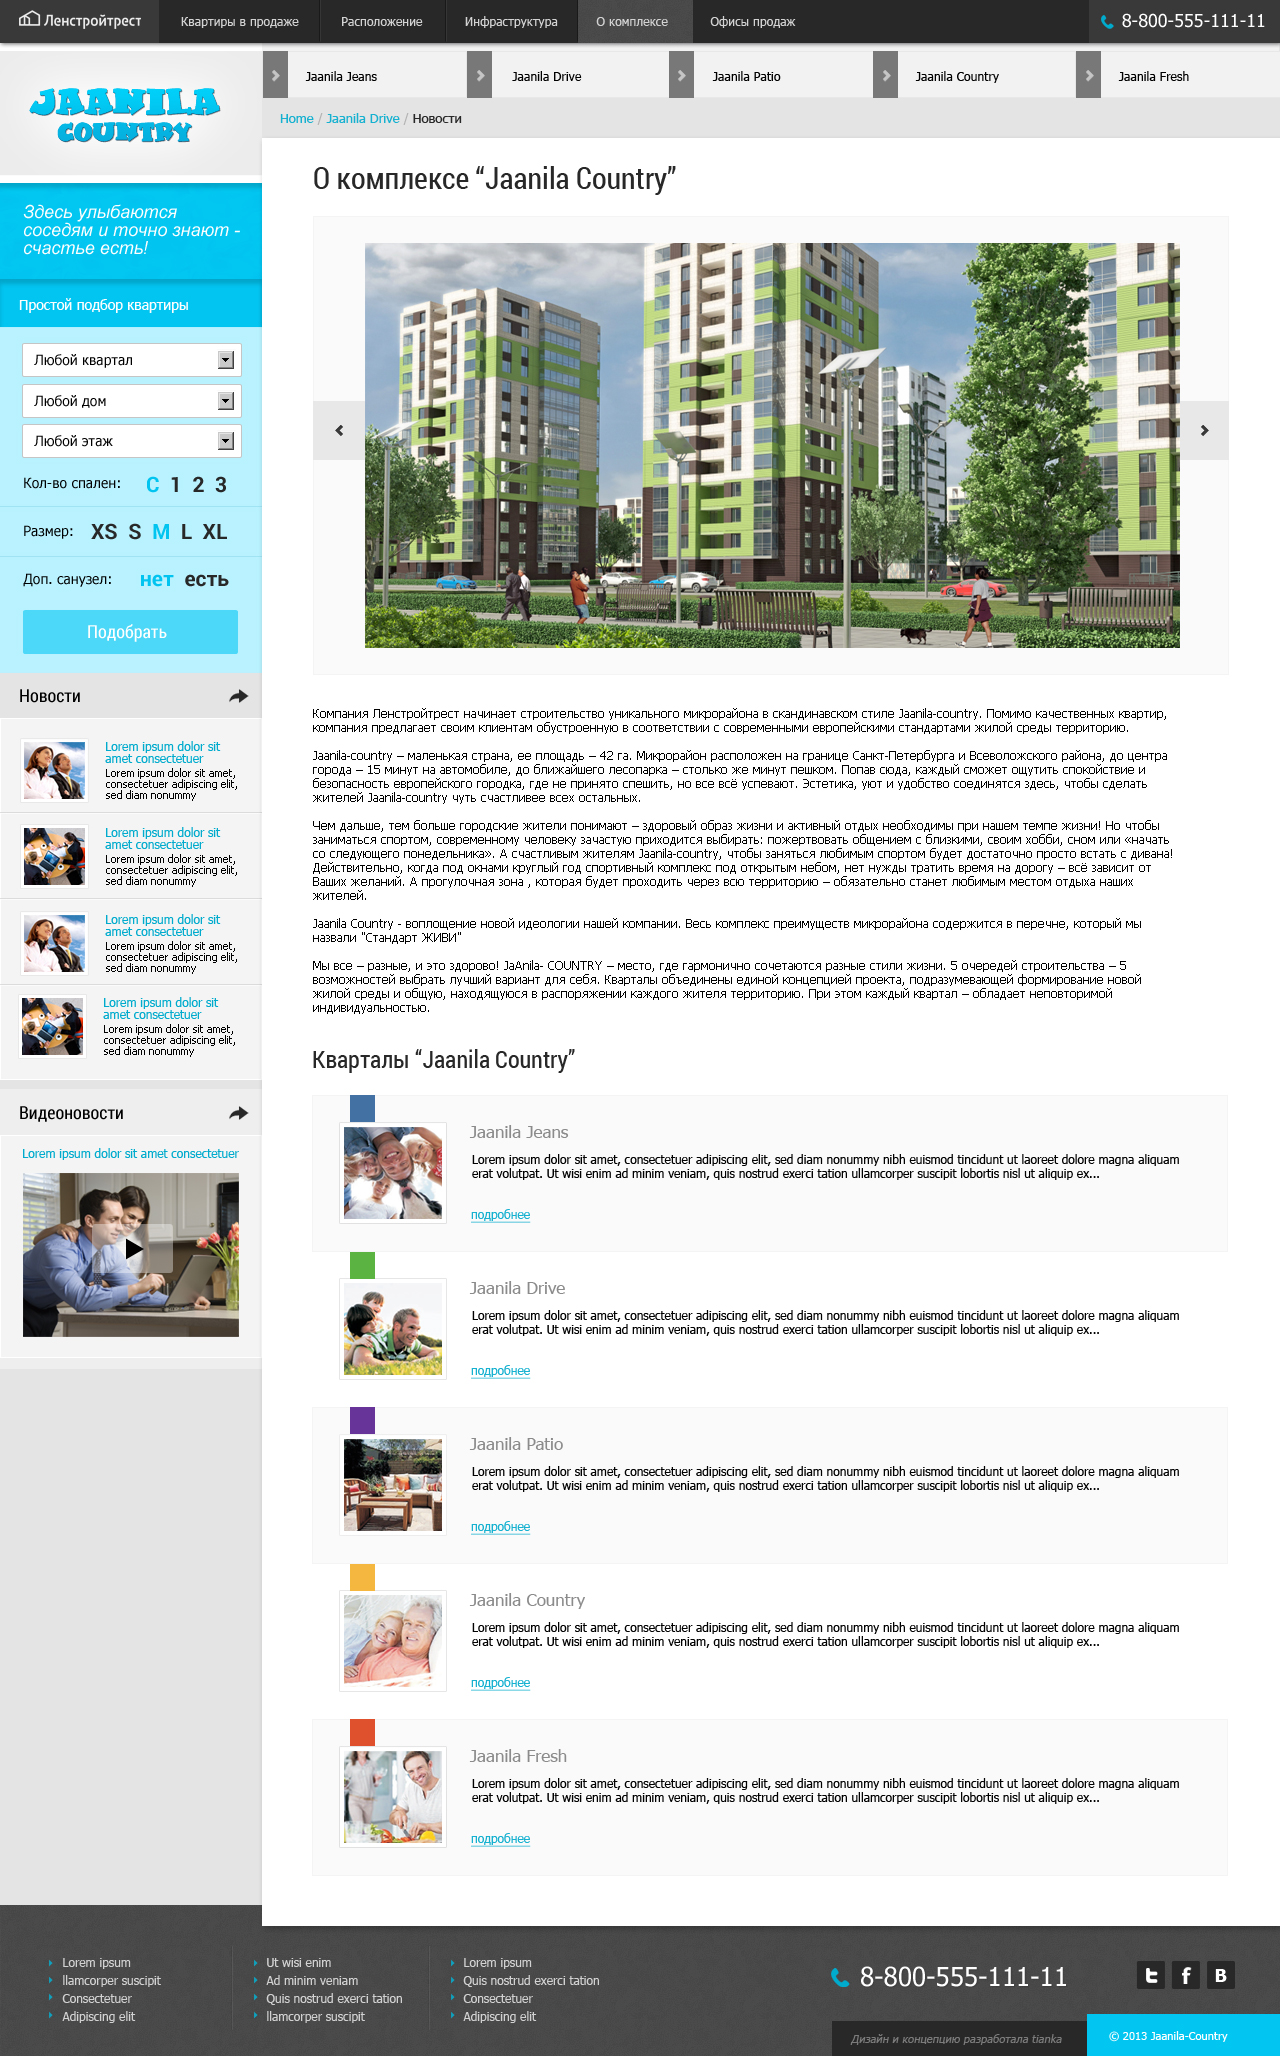 Ленстройтрест
Квартиры в продаже
Расположение
Инфраструктура
О комплексе
Офисы продаж
8-800-555-111-11
JAANILA
COUNTRY
Jaanila Jeans
Jaanila Drive
Jaanila Patio
Jaanila Country
Jaanila Fresh
Home / Jaanila Drive / Новости
Здесь улыбаются
соседям и точно знают -
счастье есть!
Простой подбор квартиры
Любой квартал
Любой дом
Любой этаж
Кол-во спален: С 1 2 3
Размер: XS S M L XL
Доп. санузел: нет есть
Подобрать
Новости
Lorem ipsum dolor sit
amet consectetuer
Lorem ipsum dolor sit amet,
consectetuer adipiscing elit,
sed diam nonummy
Lorem ipsum dolor sit
amet consectetuer
Lorem ipsum dolor sit amet,
consectetuer adipiscing elit,
sed diam nonummy
Lorem ipsum dolor sit
amet consectetuer
Lorem ipsum dolor sit amet,
consectetuer adipiscing elit,
sed diam nonummy
Lorem ipsum dolor sit
amet consectetuer
Lorem ipsum dolor sit amet,
consectetuer adipiscing elit,
sed diam nonummy
Видеоновости
Lorem ipsum dolor sit amet consectetuer
О комплексе “Jaanila Country”
Компания Ленстройтрест начинает строительство уникального микрорайона в скандинавском стиле Jaanila-country. Помимо качественных квартир,
компания предлагает своим клиентам обустроенную в соответствии с современными европейскими стандартами жилой среды территорию.
Jaanila-country – маленькая страна, ее площадь – 42 га. Микрорайон расположен на границе Санкт-Петербурга и Всеволожского района, до центра
города – 15 минут на автомобиле, до ближайшего лесопарка – столько же минут пешком. Попав сюда, каждый сможет ощутить спокойствие и
безопасность европейского городка, где не принято спешить, но все всё успевают. Эстетика, уют и удобство соединятся здесь, чтобы сделать
жителей Jaanila-country чуть счастливее всех остальных.
Чем дальше, тем больше городские жители понимают – здоровый образ жизни и активный отдых необходимы при нашем темпе жизни! Но чтобы
заниматься спортом, современному человеку зачастую приходится выбирать: пожертвовать общением с близкими, своим хобби, сном или «начать
со следующего понедельника». А счастливым жителям Jaanila-country, чтобы заняться любимым спортом будет достаточно просто встать с дивана!
Действительно, когда под окнами круглый год спортивный комплекс под открытым небом, нет нужды тратить время на дорогу – всё зависит от
Ваших желаний. А прогулочная зона , которая будет проходить через всю территорию – обязательно станет любимым местом отдыха наших
жителей.
Jaanila Country - воплощение новой идеологии нашей компании. Весь комплекс преимуществ микрорайона содержится в перечне, который мы
назвали "Стандарт ЖИВИ"
Мы все – разные, и это здорово! JaAnila- COUNTRY – место, где гармонично сочетаются разные стили жизни. 5 очередей строительства – 5
возможностей выбрать лучший вариант для себя. Кварталы объединены единой концепцией проекта, подразумевающей формирование новой
жилой среды и общую, находящуюся в распоряжении каждого жителя территорию. При этом каждый квартал – обладает неповторимой
индивидуальностью.
Кварталы “Jaanila Country”
Jaanila Jeans
Lorem ipsum dolor sit amet, consectetuer adipiscing elit, sed diam nonummy nibh euismod tincidunt ut laoreet dolore magna aliquam
erat volutpat. Ut wisi enim ad minim veniam, quis nostrud exerci tation ullamcorper suscipit lobortis nisl ut aliquip ex...
подробнее
Jaanila Drive
Lorem ipsum dolor sit amet, consectetuer adipiscing elit, sed diam nonummy nibh euismod tincidunt ut laoreet dolore magna aliquam
erat volutpat. Ut wisi enim ad minim veniam, quis nostrud exerci tation ullamcorper suscipit lobortis nisl ut aliquip ex...
подробнее
Jaanila Patio
Lorem ipsum dolor sit amet, consectetuer adipiscing elit, sed diam nonummy nibh euismod tincidunt ut laoreet dolore magna aliquam
erat volutpat. Ut wisi enim ad minim veniam, quis nostrud exerci tation ullamcorper suscipit lobortis nisl ut aliquip ex...
подробнее
Jaanila Country
Lorem ipsum dolor sit amet, consectetuer adipiscing elit, sed diam nonummy nibh euismod tincidunt ut laoreet dolore magna aliquam
erat volutpat. Ut wisi enim ad minim veniam, quis nostrud exerci tation ullamcorper suscipit lobortis nisl ut aliquip ex...
подробнее
Jaanila Fresh
Lorem ipsum dolor sit amet, consectetuer adipiscing elit, sed diam nonummy nibh euismod tincidunt ut laoreet dolore magna aliquam
erat volutpat. Ut wisi enim ad minim veniam, quis nostrud exerci tation ullamcorper suscipit lobortis nisl ut aliquip ex...
подробнее
Lorem ipsum
llamcorper suscipit
Consectetuer
Adipiscing elit
Ut wisi enim
Ad minim veniam
Quis nostrud exerci tation
llamcorper suscipit
Lorem ipsum
Quis nostrud exerci tation
Consectetuer
Adipiscing elit
8-800-555-111-11
t f B
Дизайн и концепцию разработала tianka
© 2013 Jaanila-Country